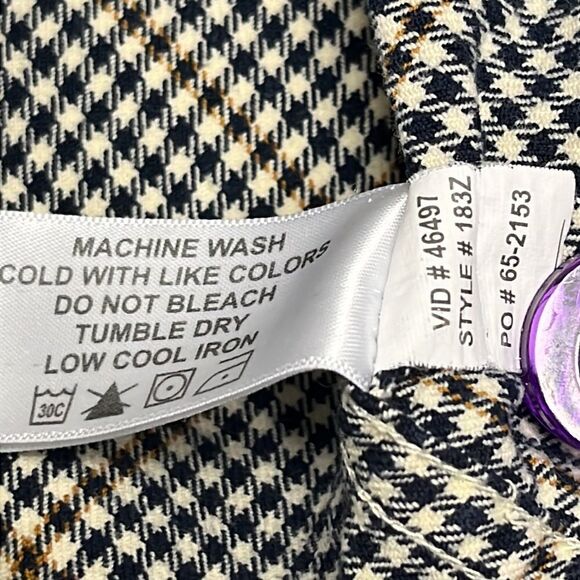 MACHINE WASH
COLD WITH LIKE COLORS
DO NOT BLEACH
TUMBLE DRY
LOW COOL IRON
30C
VID # 46497
STYLE # 183Z
PO # 65-2153